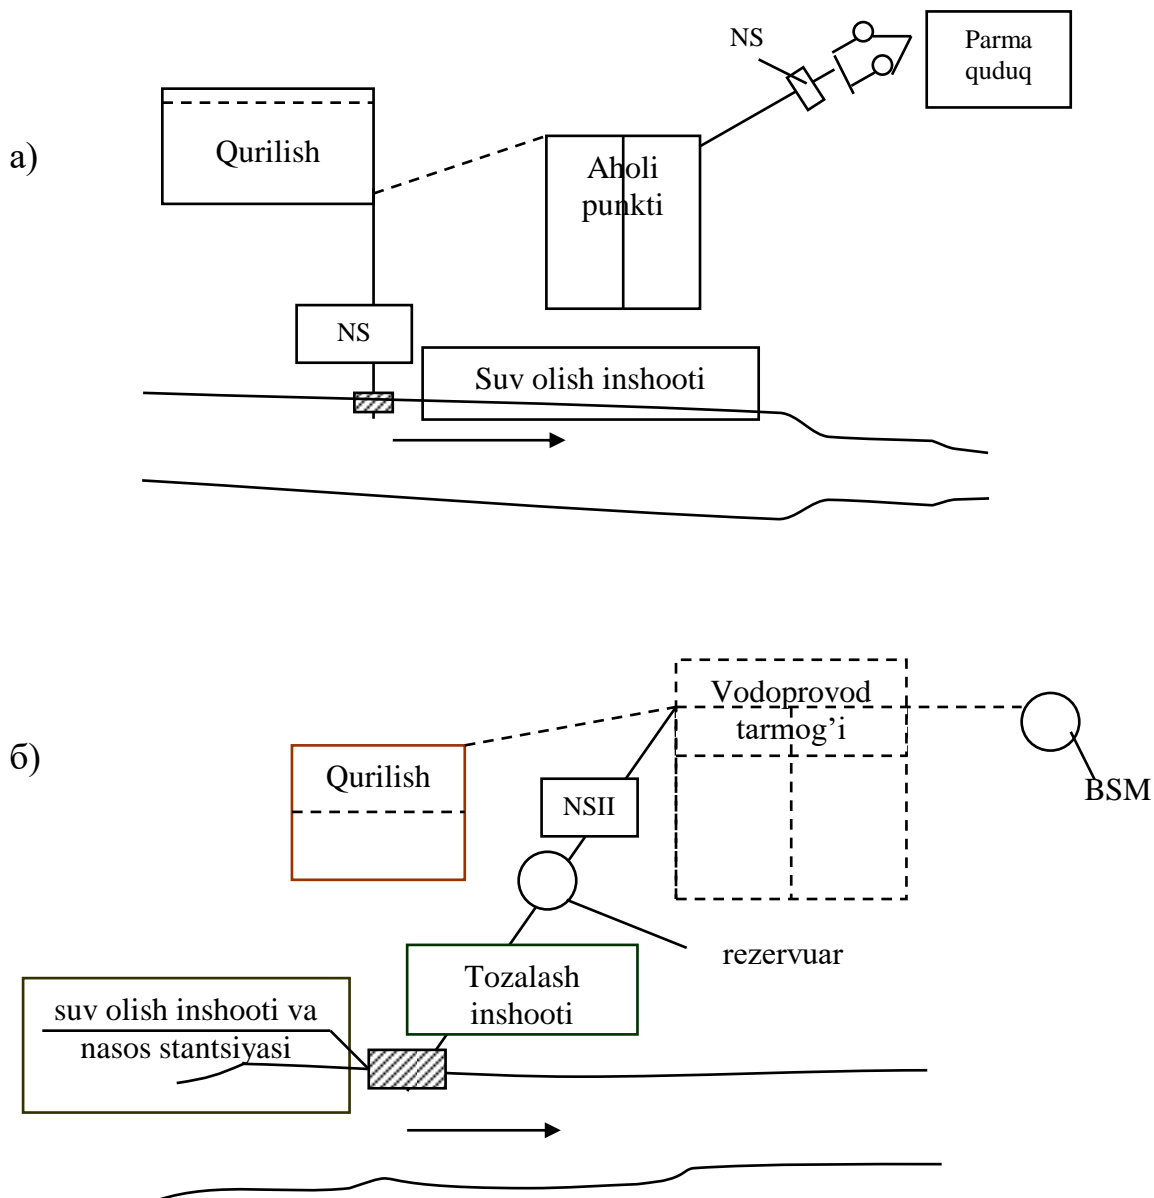 NS
Parma
quduq
а)
Qurilish
Aholi
punkti
NS
Suv olish inshooti
б)
Vodoprovod
tarmog’i
Qurilish
NSII
BSM
rezervuar
Tozalash
inshooti
suv olish inshooti va
nasos stantsiyasi